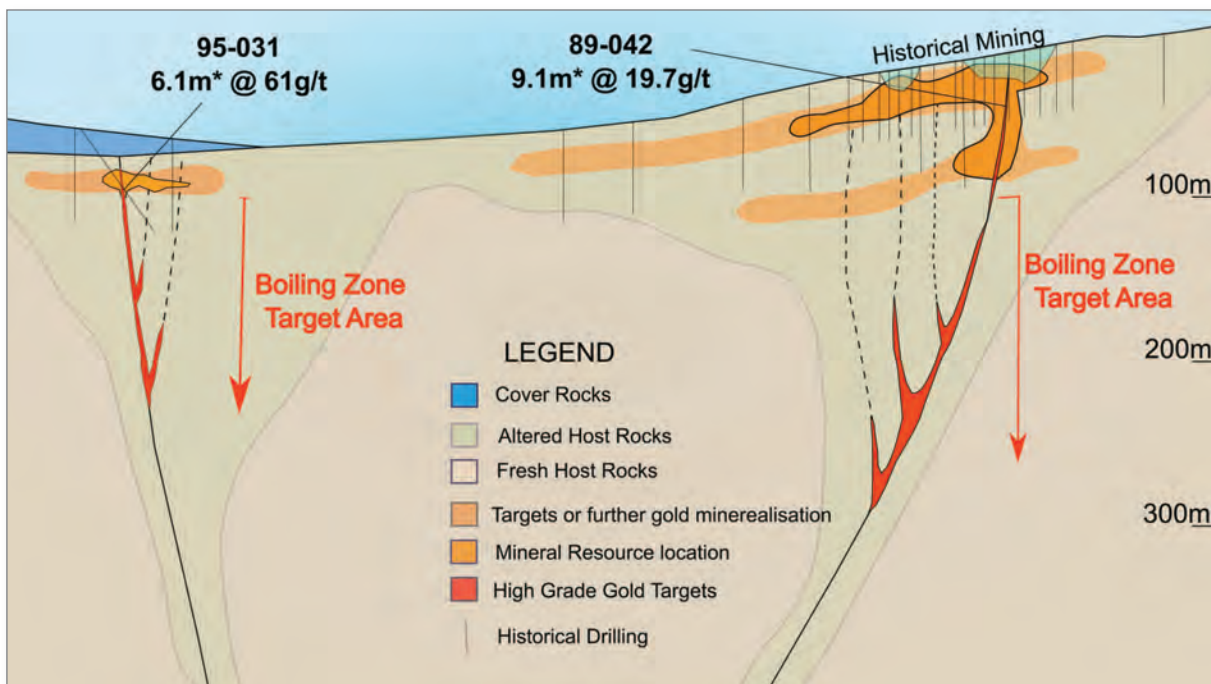 95-031
6.1m* @ 61g/t
89-042
9.1m* @ 19.7g/t
Historical Mining
100m
Boiling Zone
Target Area
Boiling Zone
Target Area
200m
300m
LEGEND
Cover Rocks
Altered Host Rocks
Fresh Host Rocks
Targets or further gold minerealisation
Mineral Resource location
High Grade Gold Targets
Historical Drilling